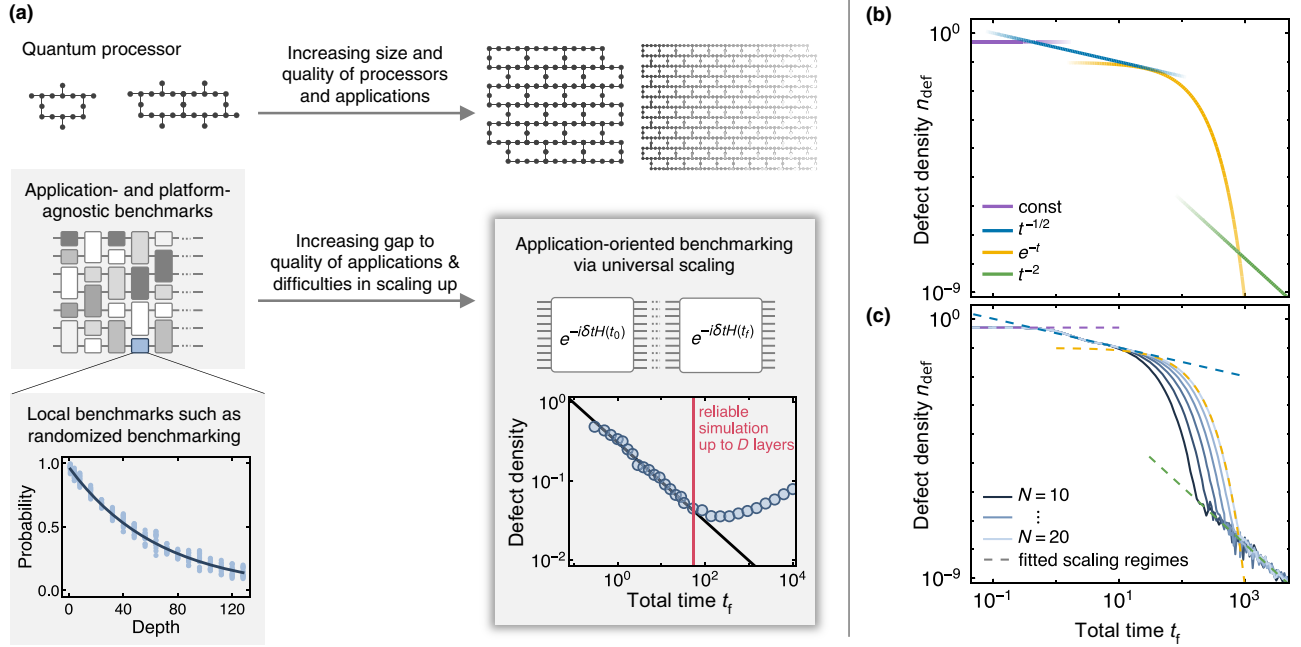 (a)
Quantum processor
Increasing size and
quality of processors
and applications
Application- and platform-
agnostic benchmarks
Increasing gap to
quality of applications &
difficulties in scaling up
Application-oriented benchmarking
via universal scaling
e^{-iδtH(t_0)}
e^{-iδtH(t_f)}
Local benchmarks such as
randomized benchmarking
Probability
1.0
0.5
0.0
0
40
80
120
Depth
Defect density
10^0
10^{-1}
10^{-2}
reliable
simulation
up to D layers
10^0
10^2
10^4
Total time t_f
(b)
Defect density n_def
10^0
10^{-9}
const
t^{-1/2}
e^{-t}
t^{-2}
(c)
Defect density n_def
10^0
10^{-9}
N = 10
⋮
N = 20
fitted scaling regimes
10^{-1}
10^1
10^3
Total time t_f